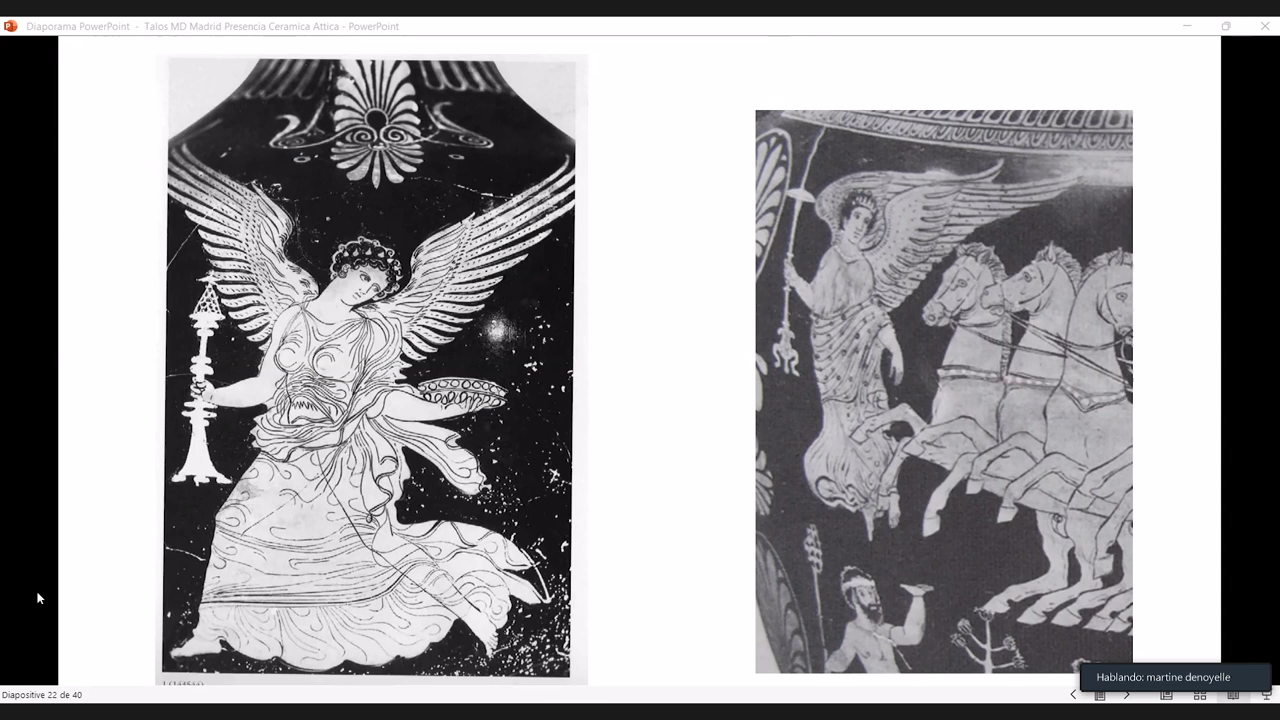 Diaporama PowerPoint - Talos MD Madrid Presencia Ceramica Attica - PowerPoint
Hablando: martine denoyelle
Diapositive 22 de 40